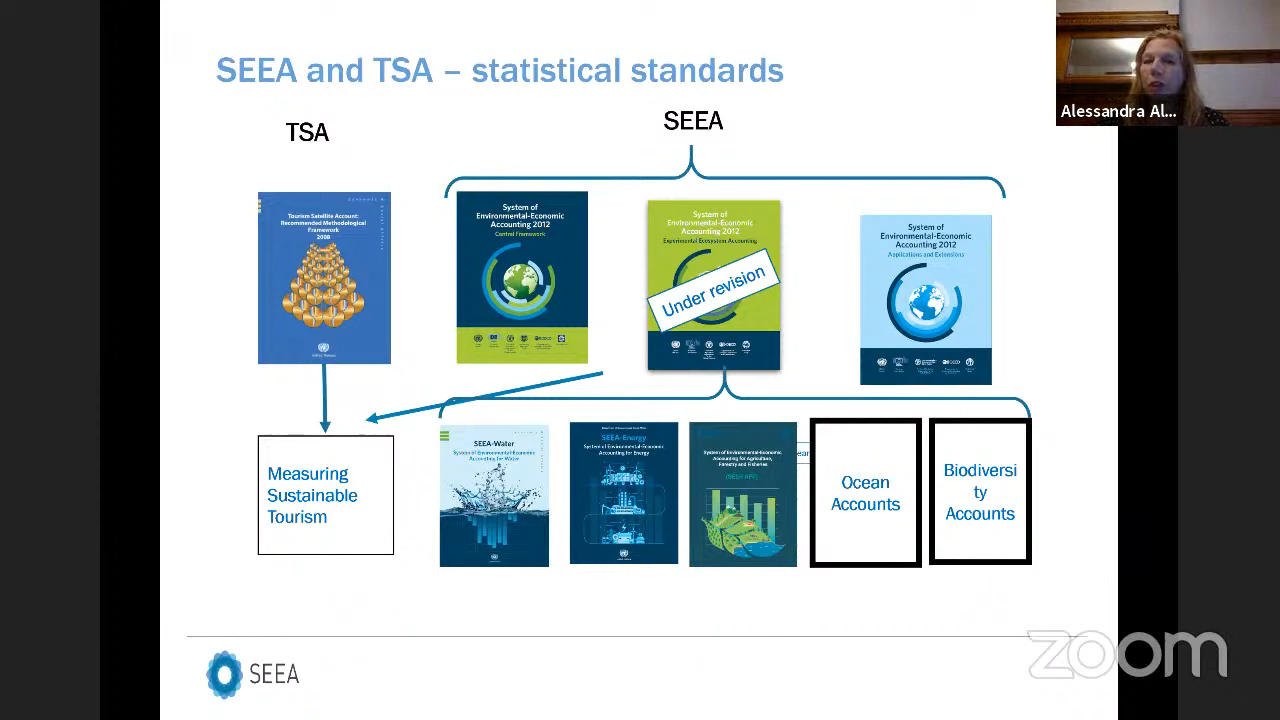 SEEA and TSA – statistical standards
Alessandra Al...
TSA
SEEA
Tourism Satellite Account:
Recommended Methodological
Framework
2008
United Nations
System of
Environmental-Economic
Accounting 2012
Central Framework
System of
Environmental-Economic
Accounting 2012
Experimental Ecosystem Accounting
Under revision
System of
Environmental-Economic
Accounting 2012
Applications and Extensions
Measuring
Sustainable
Tourism
SEEA-Water
System of Environmental-Economic
Accounting for Water
SEEA-Energy
System of Environmental-Economic
Accounting for Energy
System of Environmental-Economic
Accounting for Agriculture,
Forestry and Fisheries
(SEEA AFF)
Ocean
Accounts
Biodiversi
ty
Accounts
SEEA
zoom